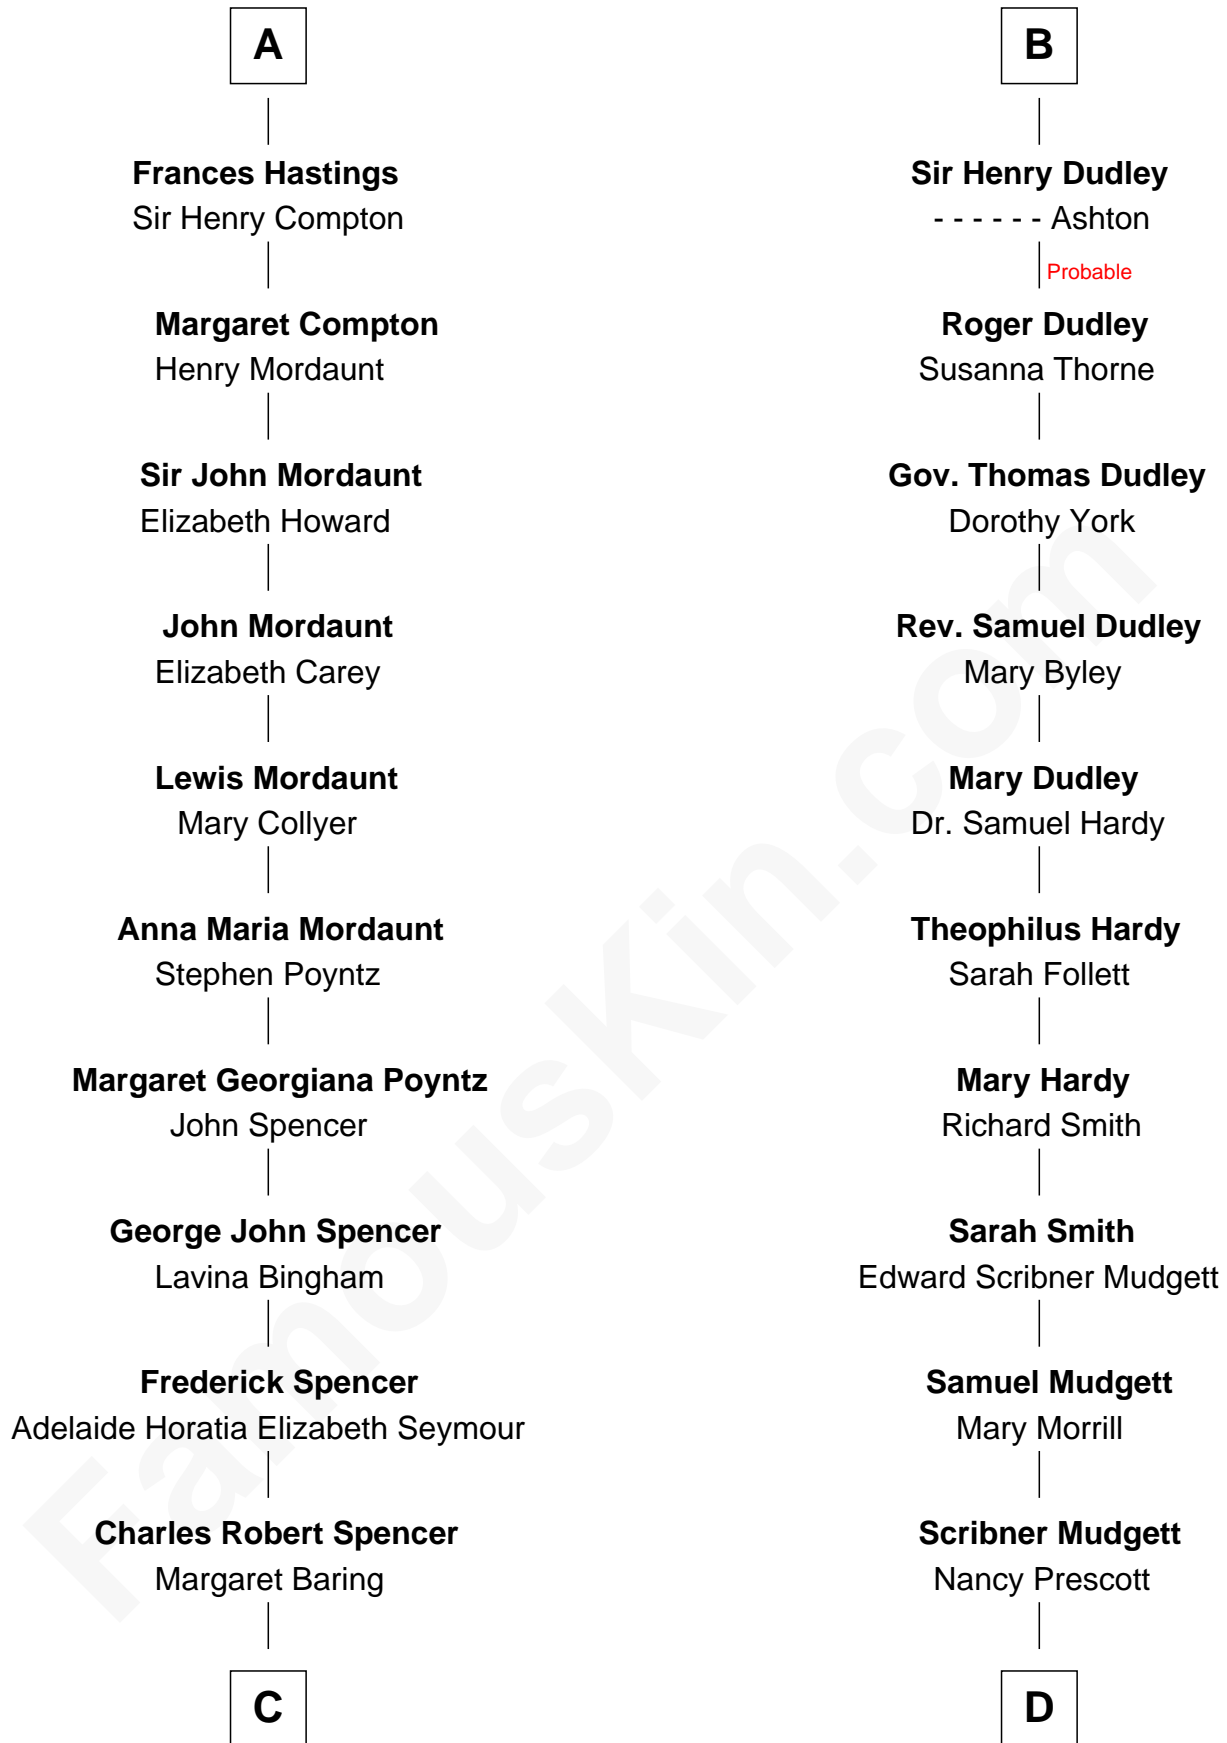 A
Frances Hastings
Sir Henry Compton
Margaret Compton
Henry Mordaunt
Sir John Mordaunt
Elizabeth Howard
John Mordaunt
Elizabeth Carey
Lewis Mordaunt
Mary Collyer
Anna Maria Mordaunt
Stephen Poyntz
Margaret Georgiana Poyntz
John Spencer
George John Spencer
Lavina Bingham
Frederick Spencer
Adelaide Horatia Elizabeth Seymour
Charles Robert Spencer
Margaret Baring
C
B
Sir Henry Dudley
- - - - - - Ashton
Probable
Roger Dudley
Susanna Thorne
Gov. Thomas Dudley
Dorothy York
Rev. Samuel Dudley
Mary Byley
Mary Dudley
Dr. Samuel Hardy
Theophilus Hardy
Sarah Follett
Mary Hardy
Richard Smith
Sarah Smith
Edward Scribner Mudgett
Samuel Mudgett
Mary Morrill
Scribner Mudgett
Nancy Prescott
D
FamousKin.com